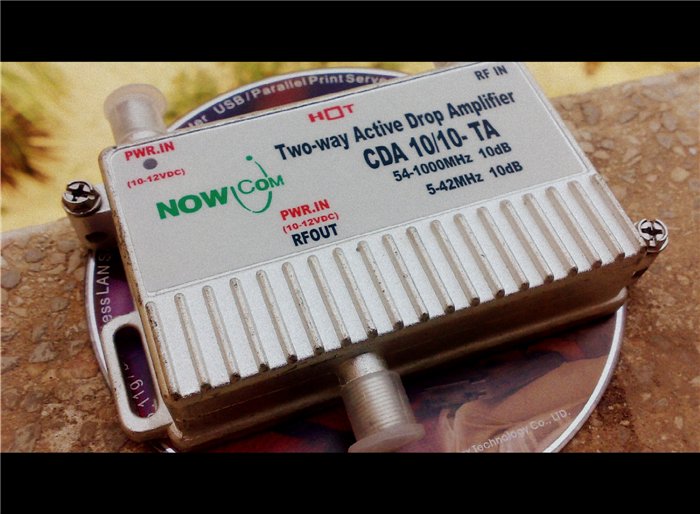 USB/Parallel Print Server
RF IN
HOT
Two-way Active Drop Amplifier
CDA 10/10- TA
54-1000MHz 10dB
5-42MHz 10dB
PWR.IN
(10-12VDC)
NOWCOM
PWR.IN
(10-12VDC)
RFOUT
Technology Co., LTD.